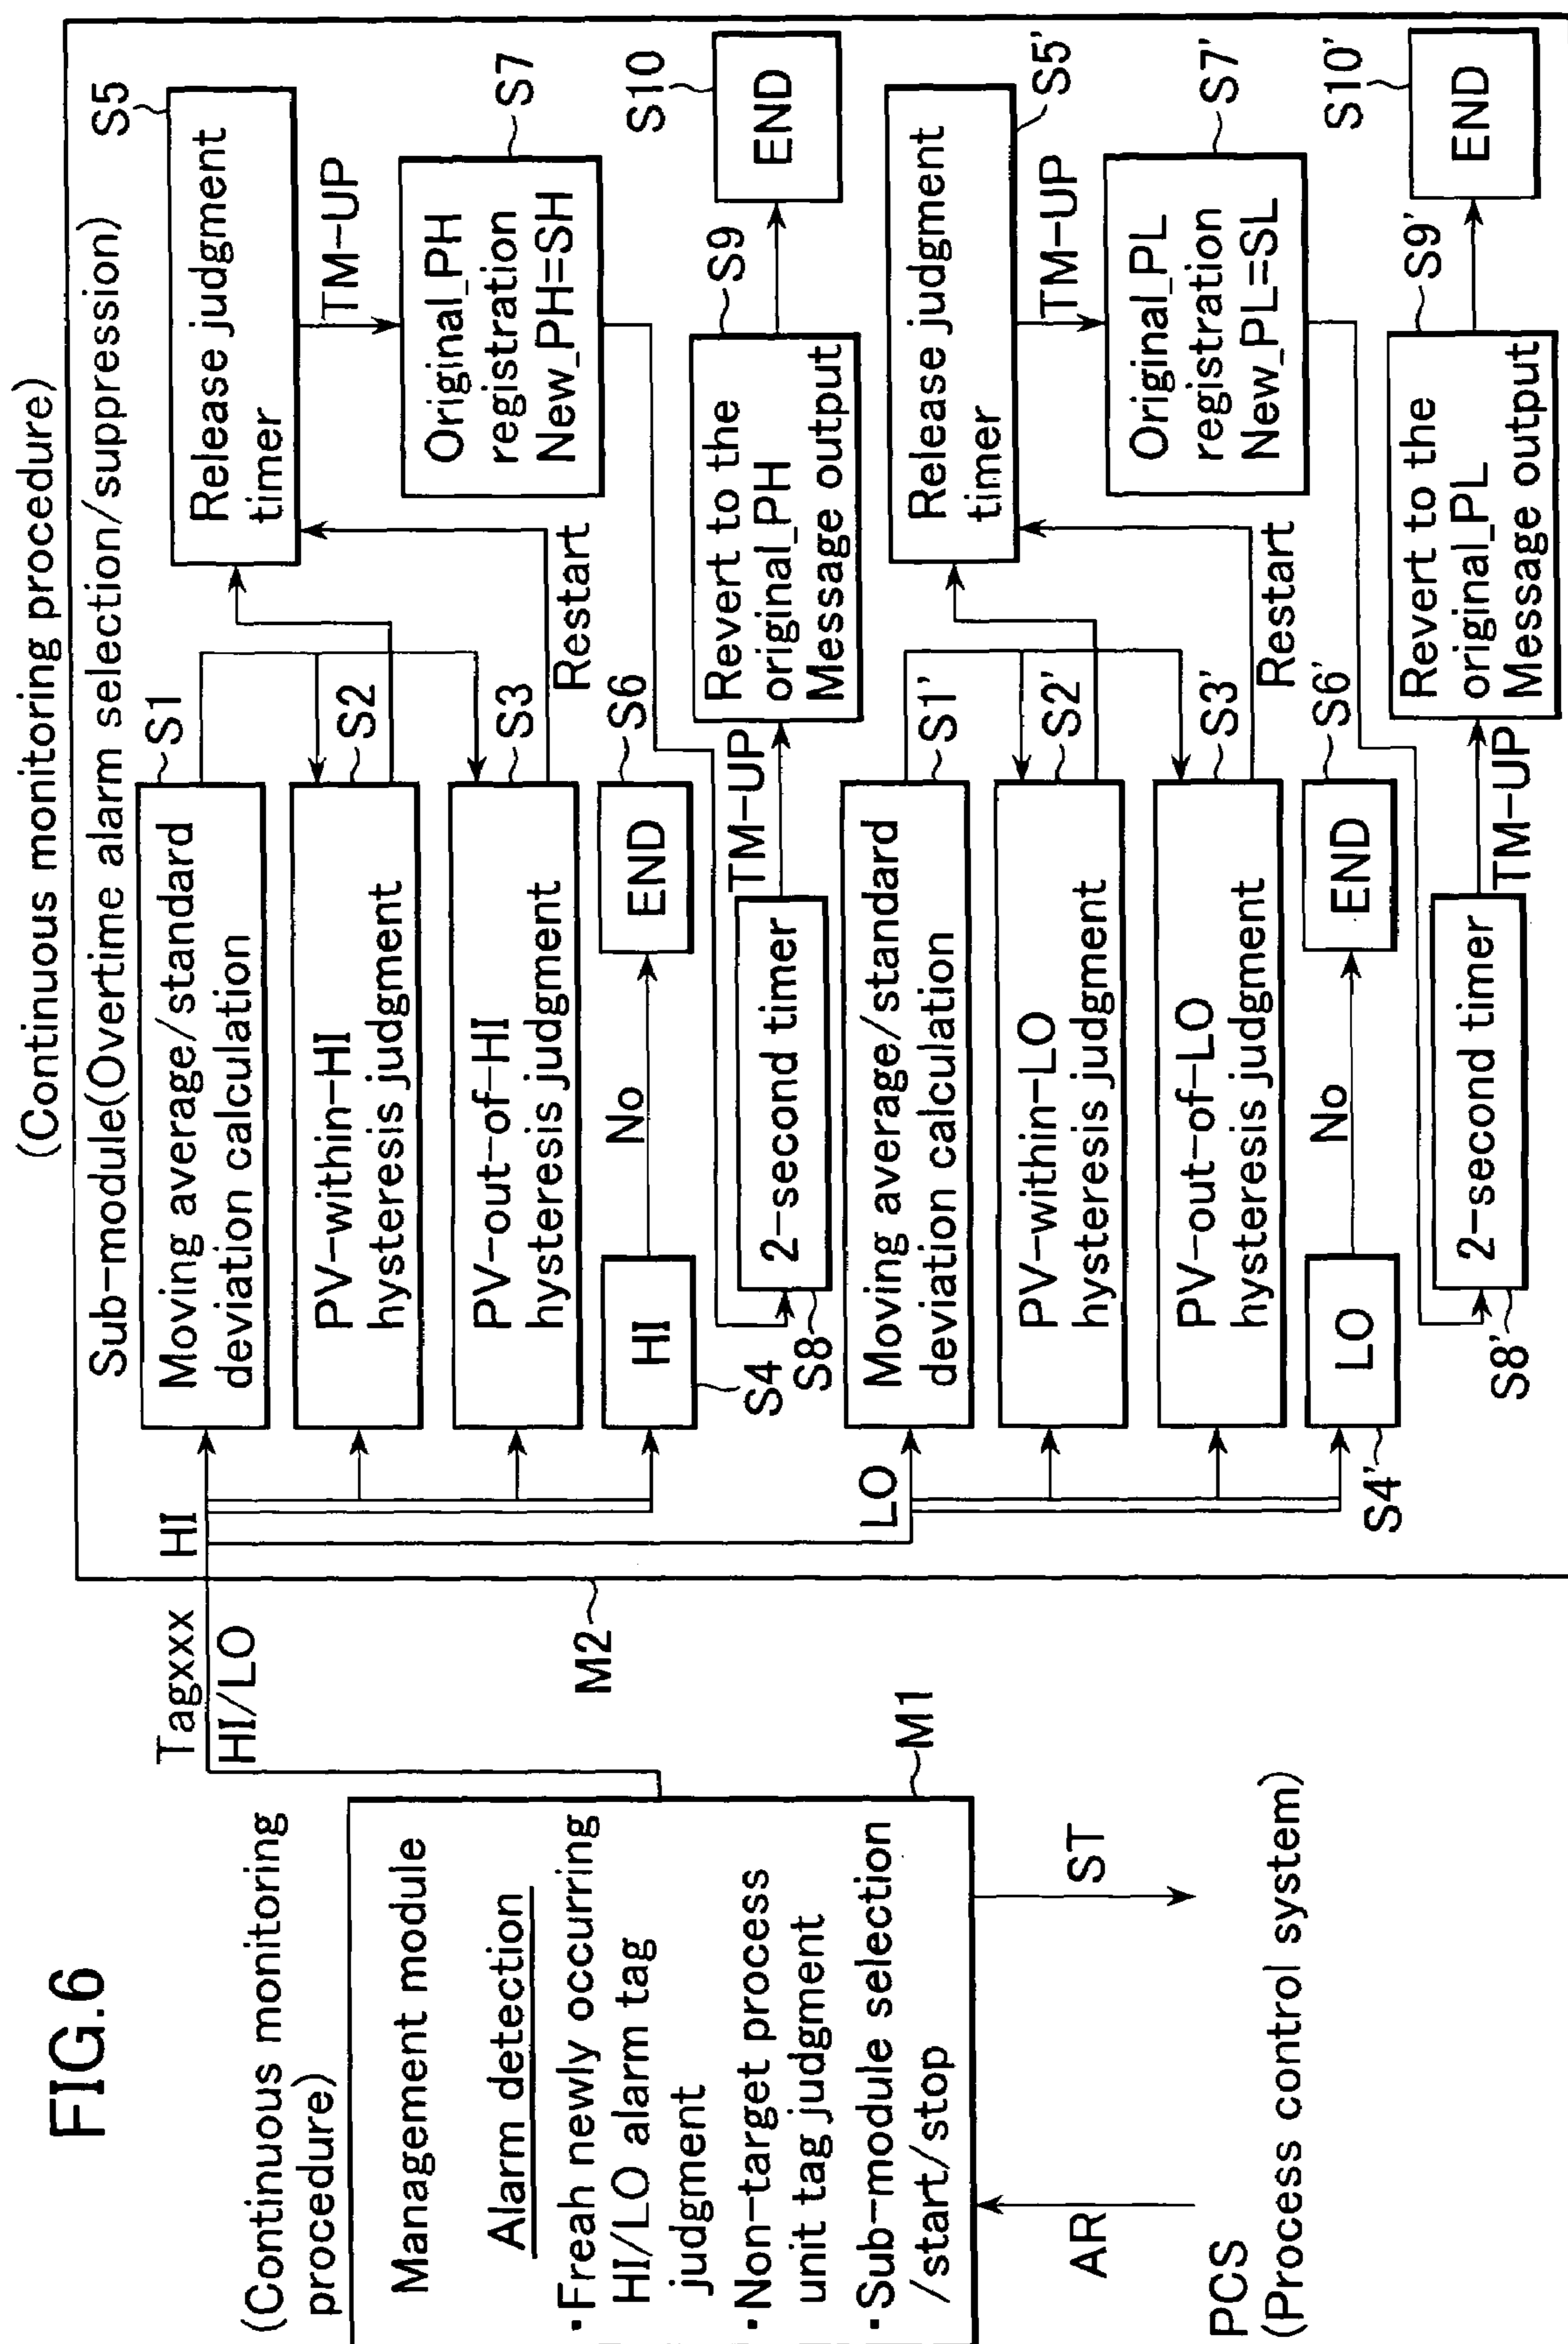 FIG.6
(Continuous monitoring
procedure)
Management module
Alarm detection
·Freah newly occurring
HI/LO alarm tag
judgment
·Non-target process
unit tag judgment
·Sub-module selection
/start/stop
M1
AR
ST
PCS
(Process control system)
Tagxxx
HI/LO
M2
(Continuous monitoring procedure)
Sub-module(Overtime alarm selection/suppression)
HI
Moving average/standard
deviation calculation
S1
PV-within-HI
hysteresis judgment
S2
PV-out-of-HI
hysteresis judgment
S3
Restart
Release judgment
timer
S5
TM-UP
HI
S4
No
END
S6
Original_PH
registration
New_PH=SH
S7
2-second timer
S8
TM-UP
Revert to the
original_PH
Message output
S9
END
S10
LO
Moving average/standard
deviation calculation
S1'
PV-within-LO
hysteresis judgment
S2'
PV-out-of-LO
hysteresis judgment
S3'
Restart
Release judgment
timer
S5'
TM-UP
LO
S4'
No
END
S6'
Original_PL
registration
New_PL=SL
S7'
2-second timer
S8'
TM-UP
Revert to the
original_PL
Message output
S9'
END
S10'